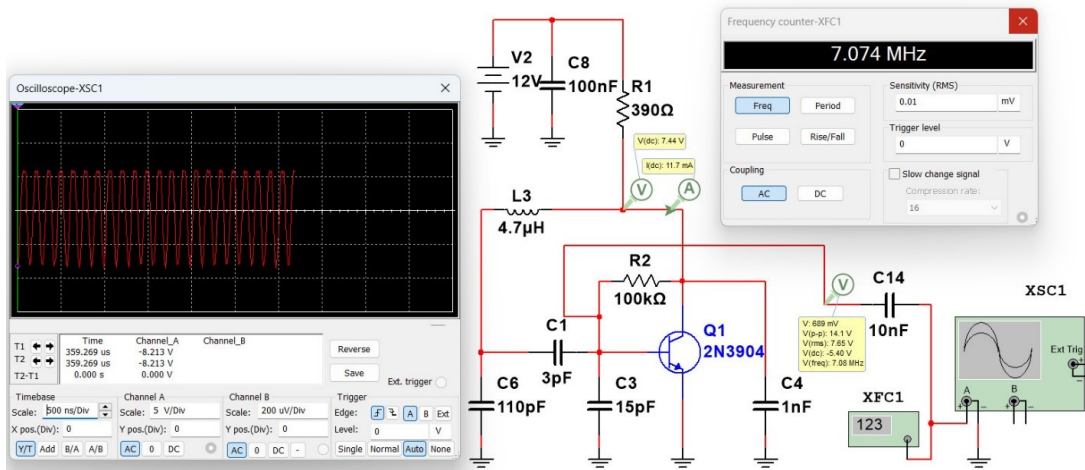 Oscilloscope-XSC1
Time Channel_A Channel_B
T1 359.269 us -8.213 V
T2 359.269 us -8.213 V
T2-T1 0.000 s 0.000 V
Reverse
Save
Ext. trigger
Timebase
Scale: 500 ns/Div
X pos.(Div): 0
Y/T Add B/A A/B
Channel A
Scale: 5 V/Div
Y pos.(Div): 0
AC 0 DC
Channel B
Scale: 200 uV/Div
Y pos.(Div): 0
AC 0 DC -
Trigger
Edge: A B Ext
Level: 0 V
Single Normal Auto None
V2
12V
C8
100nF
R1
390Ω
V(dc): 7.44 V
I(dc): 11.7 mA
V
A
L3
4.7µH
R2
100kΩ
C1
3pF
Q1
2N3904
C6
110pF
C3
15pF
C4
1nF
V
V: 689 mV
V(p-p): 14.1 V
V(rms): 7.65 V
V(dc): -5.40 V
V(freq): 7.08 MHz
C14
10nF
XFC1
123
XSC1
Ext Trig
+
-
A
B
+ - + -
Frequency counter-XFC1
7.074 MHz
Measurement
Freq Period
Pulse Rise/Fall
Coupling
AC DC
Sensitivity (RMS)
0.01 mV
Trigger level
0 V
Slow change signal
Compression rate:
16